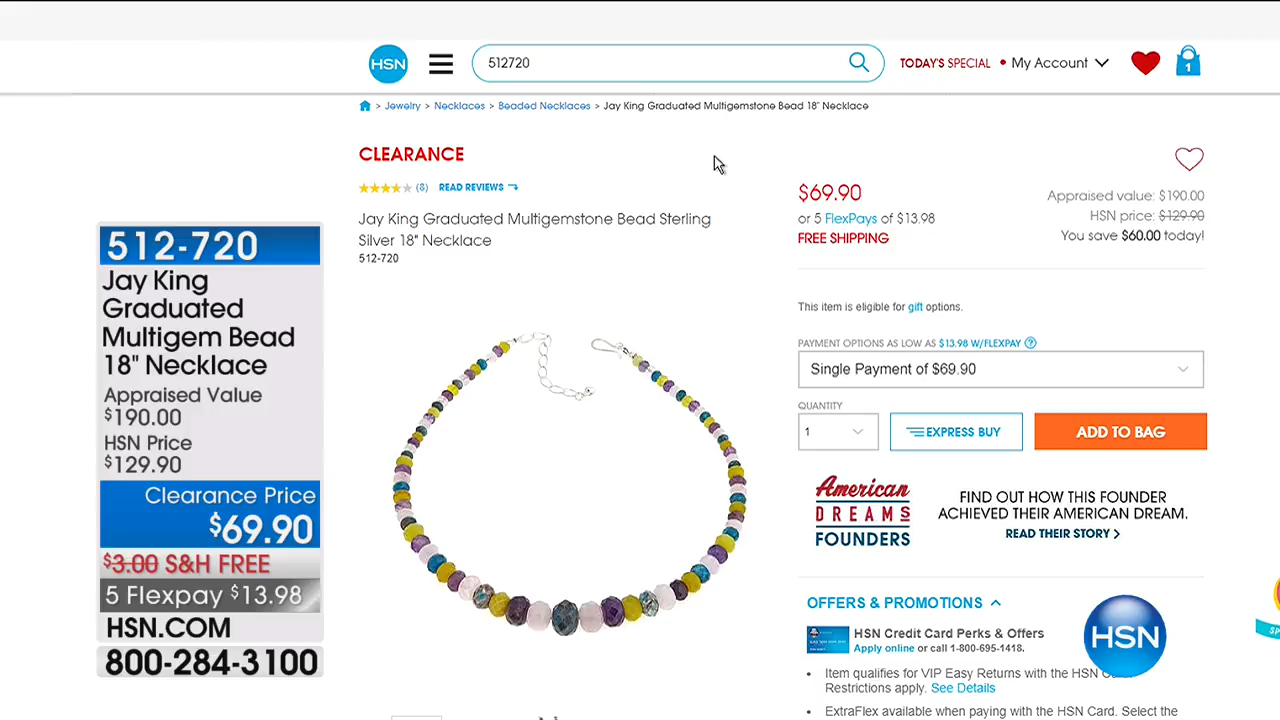 HSN
512720
TODAY'S SPECIAL • My Account
1
> Jewelry > Necklaces > Beaded Necklaces > Jay King Graduated Multigemstone Bead 18" Necklace
CLEARANCE
(8) READ REVIEWS
Jay King Graduated Multigemstone Bead Sterling
Silver 18" Necklace
512-720
$69.90
or 5 FlexPays of $13.98
FREE SHIPPING
Appraised value: $190.00
HSN price: $129.90
You save $60.00 today!
This item is eligible for gift options.
PAYMENT OPTIONS AS LOW AS $13.98 W/FLEXPAY ?
Single Payment of $69.90
QUANTITY
1
EXPRESS BUY
ADD TO BAG
American
DREAMS
FOUNDERS
FIND OUT HOW THIS FOUNDER
ACHIEVED THEIR AMERICAN DREAM.
READ THEIR STORY >
OFFERS & PROMOTIONS
HSN Credit Card Perks & Offers
Apply online or call 1-800-695-1418.
• Item qualifies for VIP Easy Returns with the HSN
Restrictions apply. See Details
• ExtraFlex available when paying with the HSN Card. Select the
HSN
512-720
Jay King
Graduated
Multigem Bead
18" Necklace
Appraised Value
$190.00
HSN Price
$129.90
Clearance Price
$69.90
$3.00 S&H FREE
5 Flexpay $13.98
HSN.COM
800-284-3100